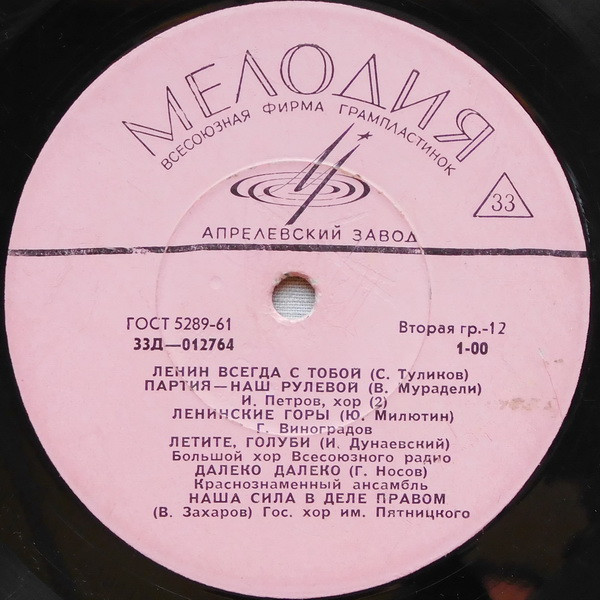 МЕЛОДИЯ
ВСЕСОЮЗНАЯ ФИРМА ГРАМПЛАСТИНОК
33
АПРЕЛЕВСКИЙ ЗАВОД
ГОСТ 5289-61
Вторая гр.-12
33Д—012764
1-00
ЛЕНИН ВСЕГДА С ТОБОЙ (С. Туликов)
ПАРТИЯ—НАШ РУЛЕВОЙ (В. Мурадели)
И. Петров, хор (2)
ЛЕНИНСКИЕ ГОРЫ (Ю. Милютин)
Г. Виноградов
ЛЕТИТЕ, ГОЛУБИ (И. Дунаевский)
Большой хор Всесоюзного радио
ДАЛЕКО ДАЛЕКО (Г. Носов)
Краснознаменный ансамбль
НАША СИЛА В ДЕЛЕ ПРАВОМ
(В. Захаров) Гос. хор им. Пятницкого